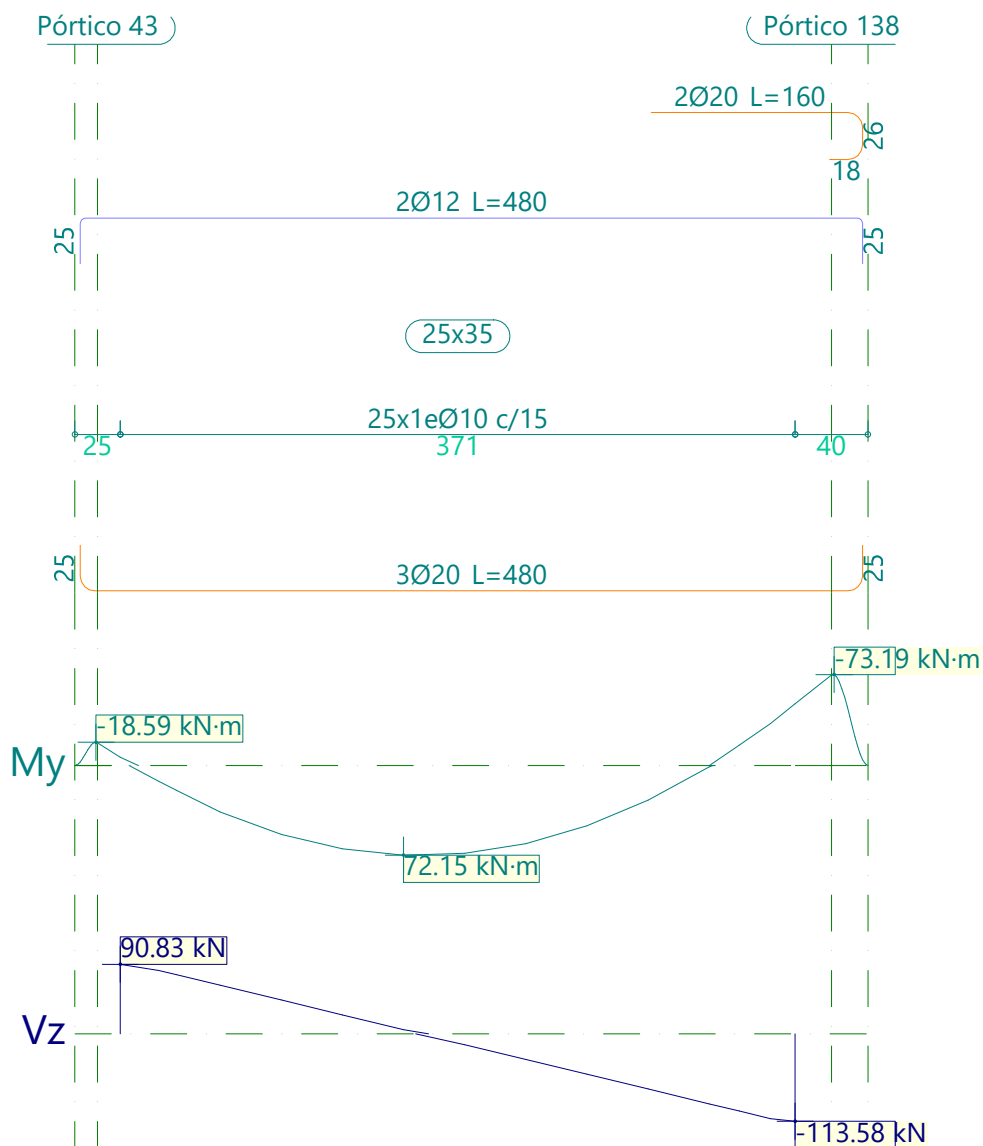 Pórtico 43
Pórtico 138
2Ø20 L=160
26
18
2Ø12 L=480
25
25
25x35
25x1eØ10 c/15
25
371
40
25
25
3Ø20 L=480
-73.19 kN·m
-18.59 kN·m
My
72.15 kN·m
90.83 kN
Vz
-113.58 kN